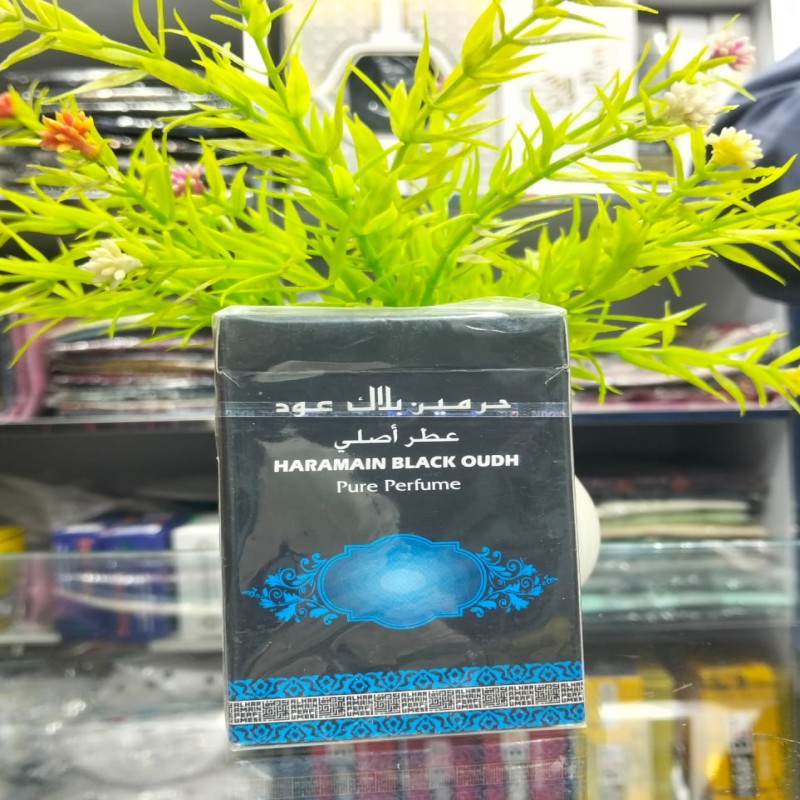 حرمين بلاك عود
عطر أصلي
HARAMAIN BLACK OUDH
Pure Perfume